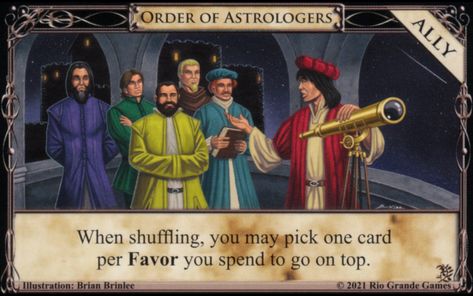 ORDER OF ASTROLOGERS
ALLY
When shuffling, you may pick one card
per Favor you spend to go on top.
Illustration: Brian Brinlee
© 2021 Rio Grande Games